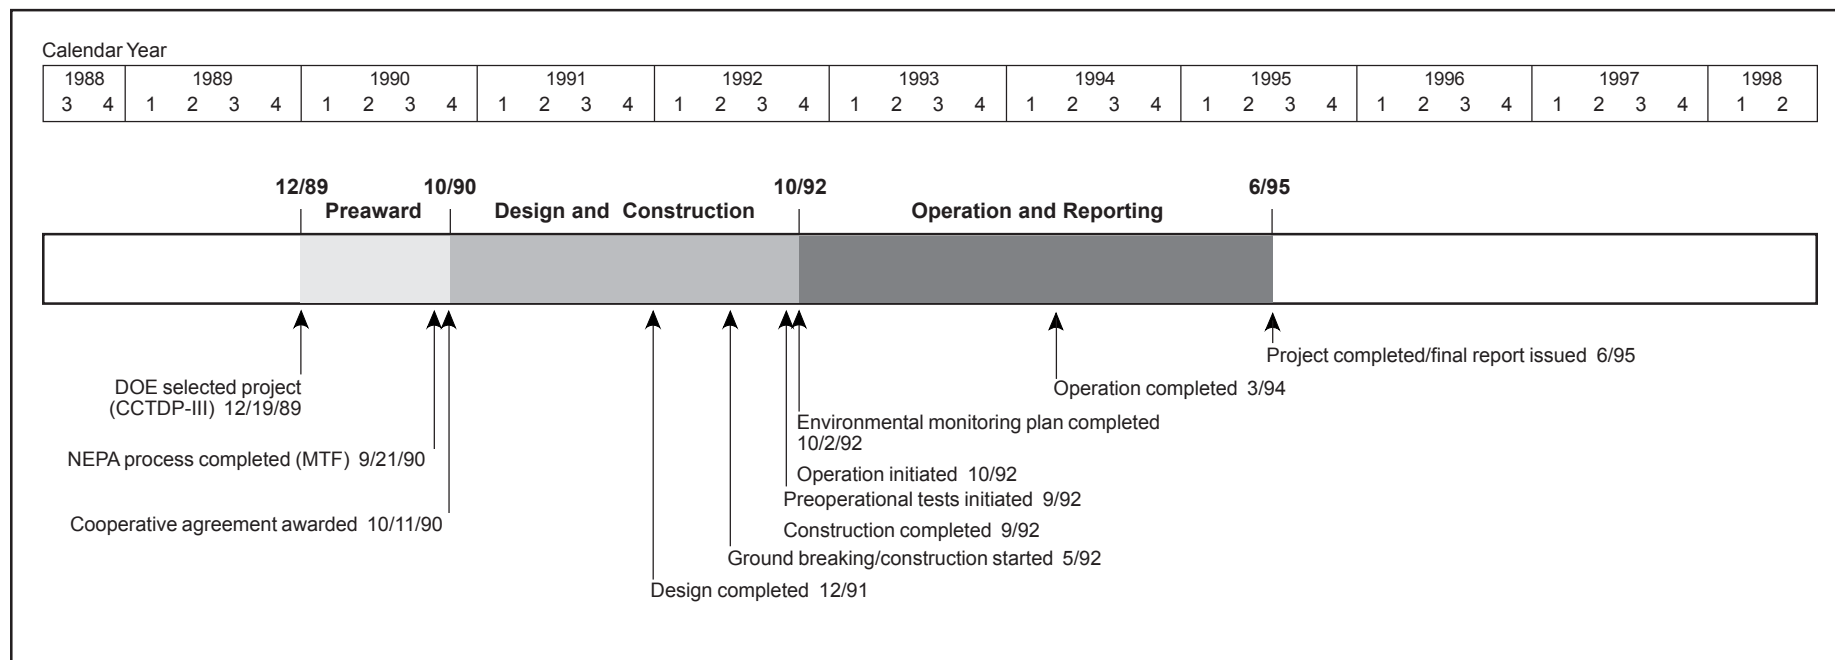 Calendar Year
1988 1989 1990 1991 1992 1993 1994 1995 1996 1997 1998
3 4 1 2 3 4 1 2 3 4 1 2 3 4 1 2 3 4 1 2 3 4 1 2 3 4 1 2 3 4 1 2 3 4 1 2 3 4 1 2
12/89 10/90 10/92 6/95
Preaward Design and Construction Operation and Reporting
Project completed/final report issued 6/95
DOE selected project
(CCTDP-III) 12/19/89
Operation completed 3/94
Environmental monitoring plan completed
10/2/92
NEPA process completed (MTF) 9/21/90
Operation initiated 10/92
Preoperational tests initiated 9/92
Cooperative agreement awarded 10/11/90
Construction completed 9/92
Ground breaking/construction started 5/92
Design completed 12/91